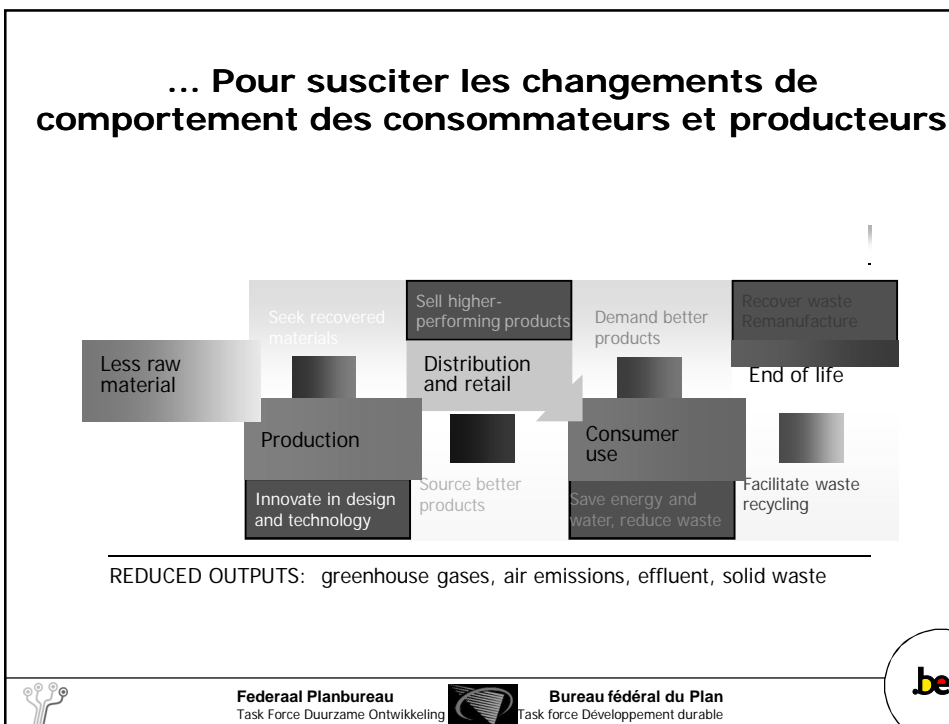 ... Pour susciter les changements de
comportement des consommateurs et producteurs
Less raw
material
Seek recovered
materials
Production
Innovate in design
and technology
Sell higher-
performing products
Distribution
and retail
Source better
products
Demand better
products
Consumer
use
Save energy and
water, reduce waste
Recover waste
Remanufacture
End of life
Facilitate waste
recycling
REDUCED OUTPUTS: greenhouse gases, air emissions, effluent, solid waste
Federaal Planbureau
Task Force Duurzame Ontwikkeling
Bureau fédéral du Plan
Task force Développement durable
.be